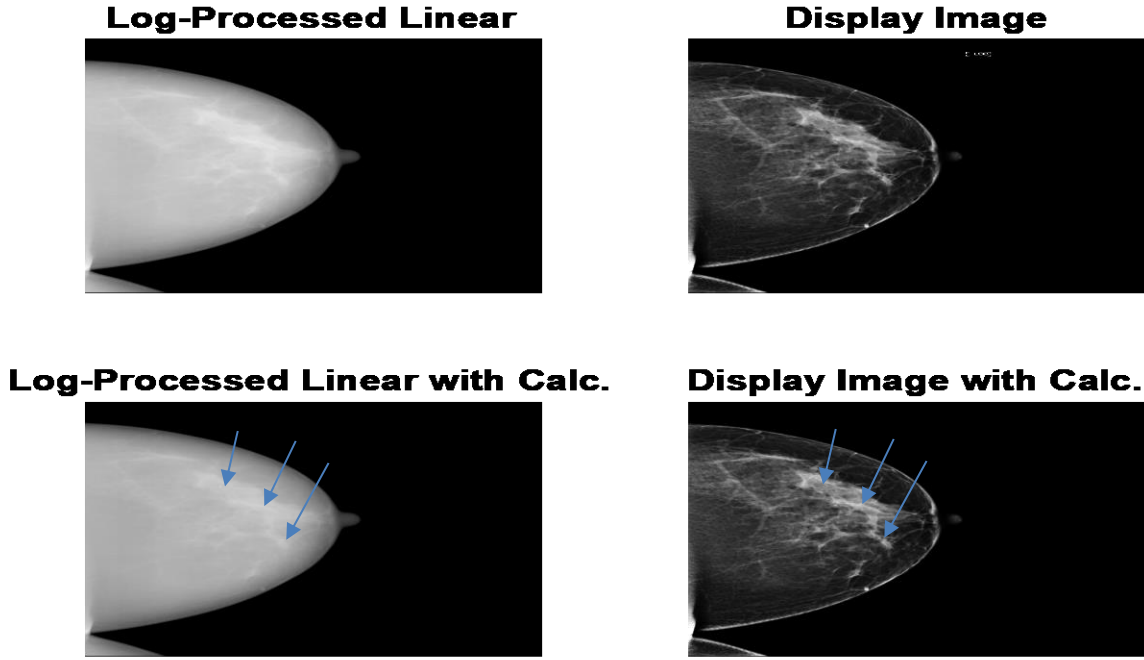 Log-Processed Linear
Display Image
Log-Processed Linear with Calc.
Display Image with Calc.